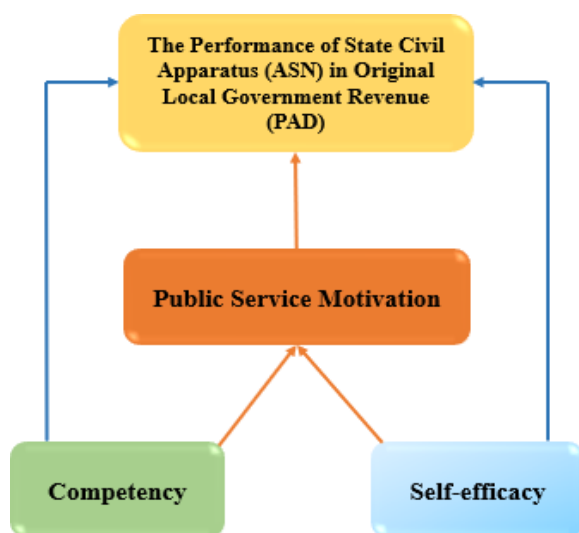 The Performance of State Civil
Apparatus (ASN) in Original
Local Government Revenue
(PAD)
Public Service Motivation
Competency
Self-efficacy